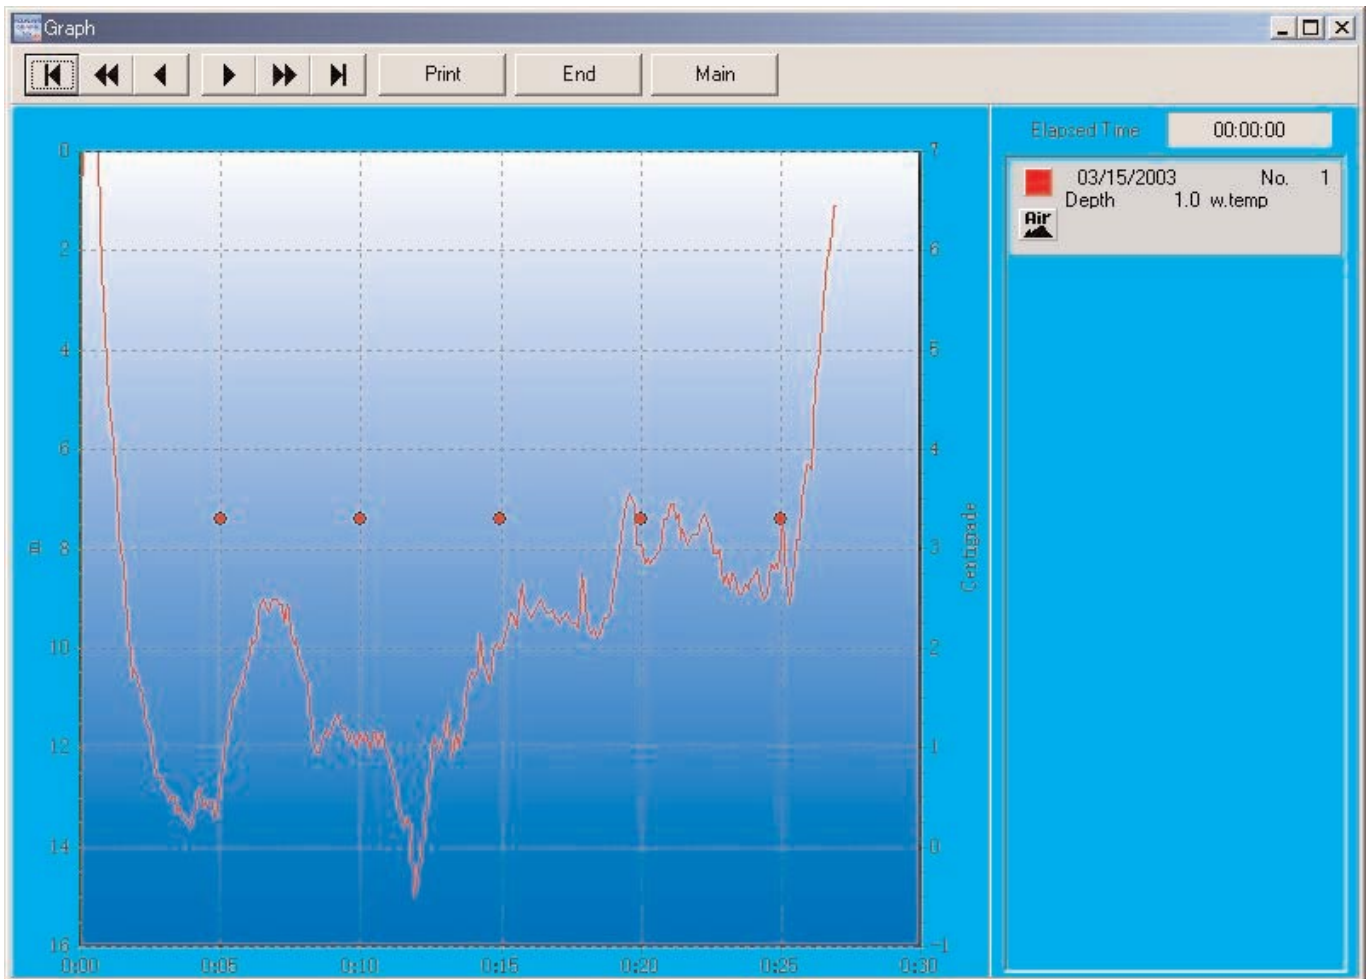 Graph
Print End Main
Elapsed Time 00:00:00
03/15/2003 No. 1
Depth 1.0 w.temp
Air
0 7
2 6
4 5
6 4
m
8 3
Centigrade
10 2
12 1
14 0
16 -1
0:00 0:05 0:10 0:15 0:20 0:25 0:30